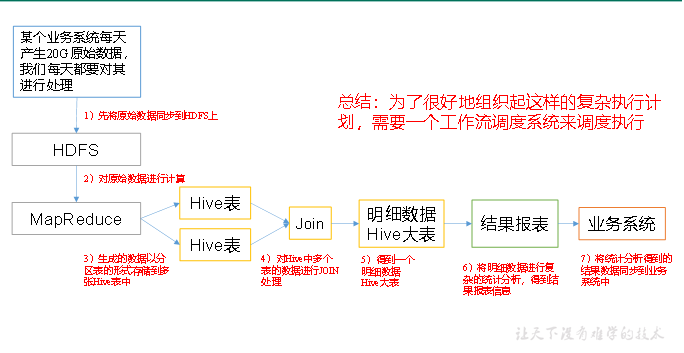 某个业务系统每天
产生20G原始数据,
我们每天都要对其
进行处理
1）先将原始数据同步到HDFS上
总结：为了很好地组织起这样的复杂执行计
划，需要一个工作流调度系统来调度执行
HDFS
2）对原始数据进行计算
MapReduce
Hive表
Hive表
Join
明细数据
Hive大表
结果报表
业务系统
3）生成的数据以分
区表的形式存储到多
张Hive表中
4）对Hive中多个
表的数据进行JOIN
处理
5）得到一个
明细数据
Hive大表
6）将明细数据进行复
杂的统计分析，得到结
果报表信息
7）将统计分析得到的
结果数据同步到业务
系统中
让天下没有难学的技术